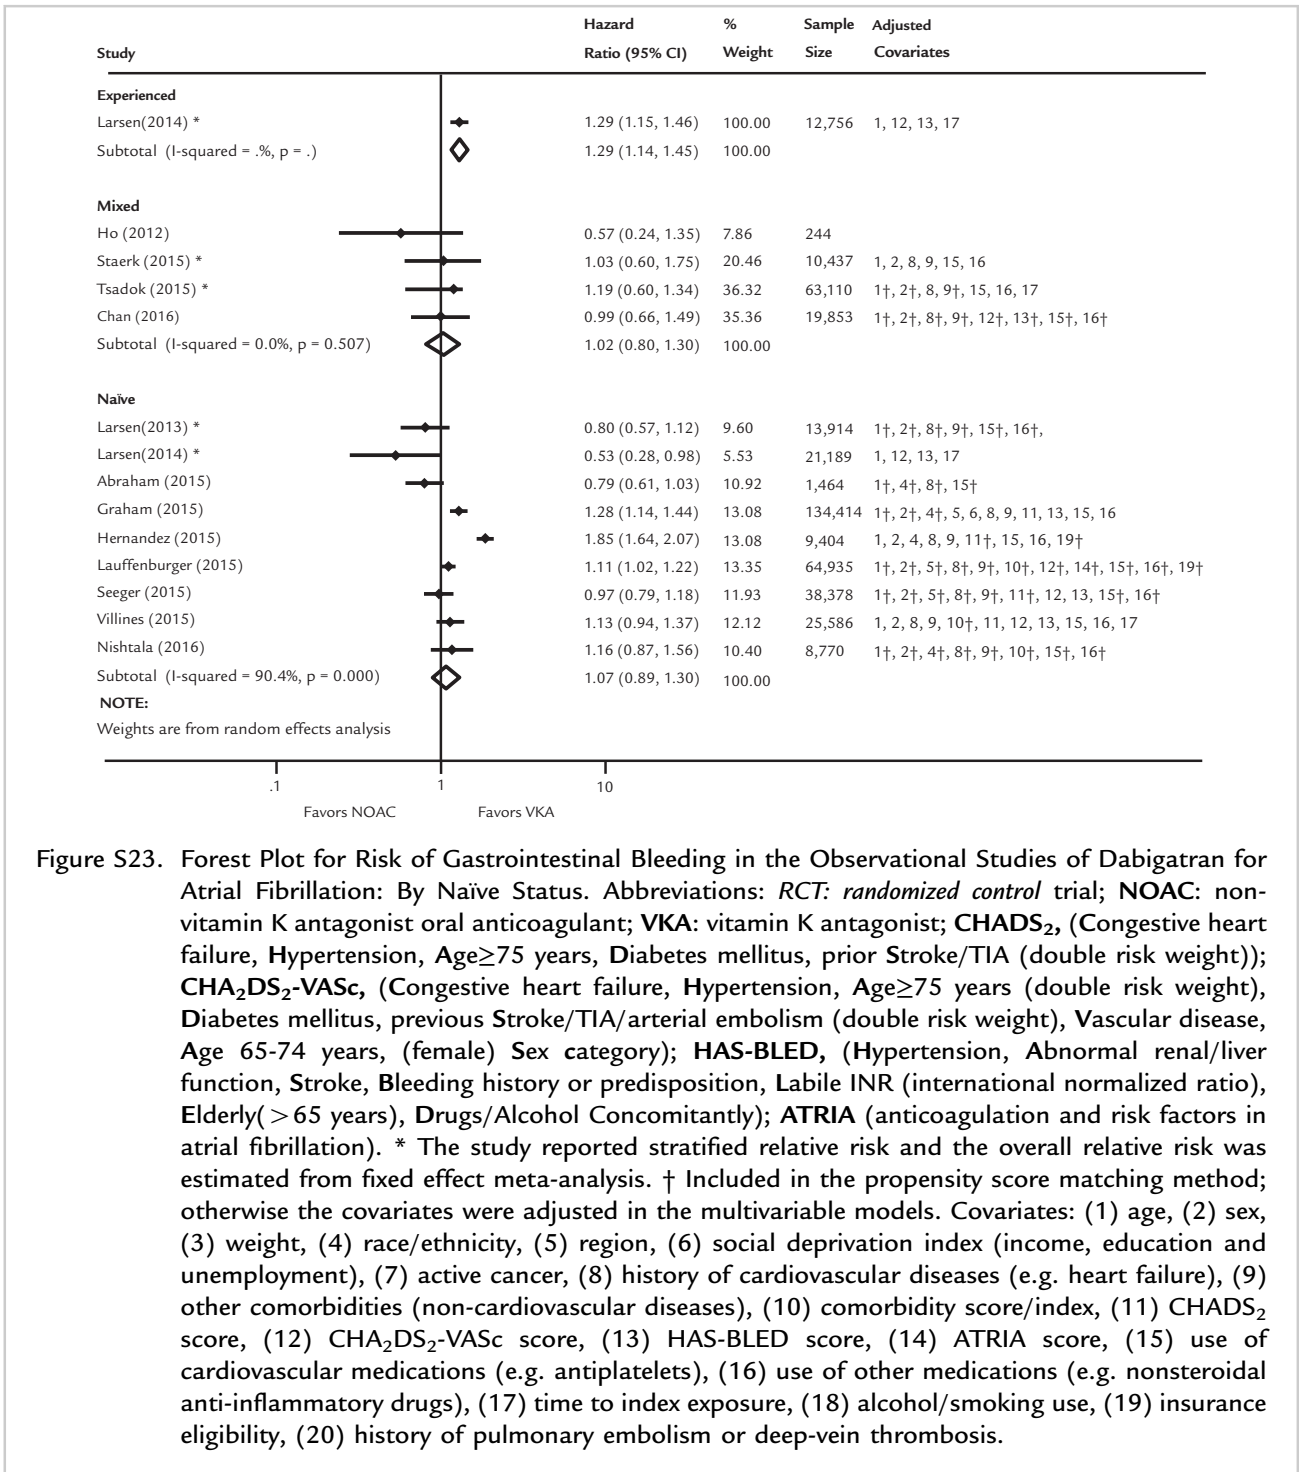 Hazard % Sample Adjusted
Study Ratio (95% CI) Weight Size Covariates
Experienced
Larsen(2014) * 1.29 (1.15, 1.46) 100.00 12,756 1, 12, 13, 17
Subtotal (I-squared = .%, p = .) 1.29 (1.14, 1.45) 100.00
Mixed
Ho (2012) 0.57 (0.24, 1.35) 7.86 244
Staerk (2015) * 1.03 (0.60, 1.75) 20.46 10,437 1, 2, 8, 9, 15, 16
Tsadok (2015) * 1.19 (0.60, 1.34) 36.32 63,110 1†, 2†, 8, 9†, 15, 16, 17
Chan (2016) 0.99 (0.66, 1.49) 35.36 19,853 1†, 2†, 8†, 9†, 12†, 13†, 15†, 16†
Subtotal (I-squared = 0.0%, p = 0.507) 1.02 (0.80, 1.30) 100.00
Naïve
Larsen(2013) * 0.80 (0.57, 1.12) 9.60 13,914 1†, 2†, 8†, 9†, 15†, 16†,
Larsen(2014) * 0.53 (0.28, 0.98) 5.53 21,189 1, 12, 13, 17
Abraham (2015) 0.79 (0.61, 1.03) 10.92 1,464 1†, 4†, 8†, 15†
Graham (2015) 1.28 (1.14, 1.44) 13.08 134,414 1†, 2†, 4†, 5, 6, 8, 9, 11, 13, 15, 16
Hernandez (2015) 1.85 (1.64, 2.07) 13.08 9,404 1, 2, 4, 8, 9, 11†, 15, 16, 19†
Lauffenburger (2015) 1.11 (1.02, 1.22) 13.35 64,935 1†, 2†, 5†, 8†, 9†, 10†, 12†, 14†, 15†, 16†, 19†
Seeger (2015) 0.97 (0.79, 1.18) 11.93 38,378 1†, 2†, 5†, 8†, 9†, 11†, 12, 13, 15†, 16†
Villines (2015) 1.13 (0.94, 1.37) 12.12 25,586 1, 2, 8, 9, 10†, 11, 12, 13, 15, 16, 17
Nishtala (2016) 1.16 (0.87, 1.56) 10.40 8,770 1†, 2†, 4†, 8†, 9†, 10†, 15†, 16†
Subtotal (I-squared = 90.4%, p = 0.000) 1.07 (0.89, 1.30) 100.00
NOTE:
Weights are from random effects analysis
.1 1 10
Favors NOAC Favors VKA
Figure S23. Forest Plot for Risk of Gastrointestinal Bleeding in the Observational Studies of Dabigatran for
Atrial Fibrillation: By Naïve Status. Abbreviations: RCT: randomized control trial; NOAC: non-
vitamin K antagonist oral anticoagulant; VKA: vitamin K antagonist; CHADS₂, (Congestive heart
failure, Hypertension, Age≥75 years, Diabetes mellitus, prior Stroke/TIA (double risk weight));
CHA₂DS₂-VASc, (Congestive heart failure, Hypertension, Age≥75 years (double risk weight),
Diabetes mellitus, previous Stroke/TIA/arterial embolism (double risk weight), Vascular disease,
Age 65-74 years, (female) Sex category); HAS-BLED, (Hypertension, Abnormal renal/liver
function, Stroke, Bleeding history or predisposition, Labile INR (international normalized ratio),
Elderly(>65 years), Drugs/Alcohol Concomitantly); ATRIA (anticoagulation and risk factors in
atrial fibrillation). * The study reported stratified relative risk and the overall relative risk was
estimated from fixed effect meta-analysis. † Included in the propensity score matching method;
otherwise the covariates were adjusted in the multivariable models. Covariates: (1) age, (2) sex,
(3) weight, (4) race/ethnicity, (5) region, (6) social deprivation index (income, education and
unemployment), (7) active cancer, (8) history of cardiovascular diseases (e.g. heart failure), (9)
other comorbidities (non-cardiovascular diseases), (10) comorbidity score/index, (11) CHADS₂
score, (12) CHA₂DS₂-VASc score, (13) HAS-BLED score, (14) ATRIA score, (15) use of
cardiovascular medications (e.g. antiplatelets), (16) use of other medications (e.g. nonsteroidal
anti-inflammatory drugs), (17) time to index exposure, (18) alcohol/smoking use, (19) insurance
eligibility, (20) history of pulmonary embolism or deep-vein thrombosis.